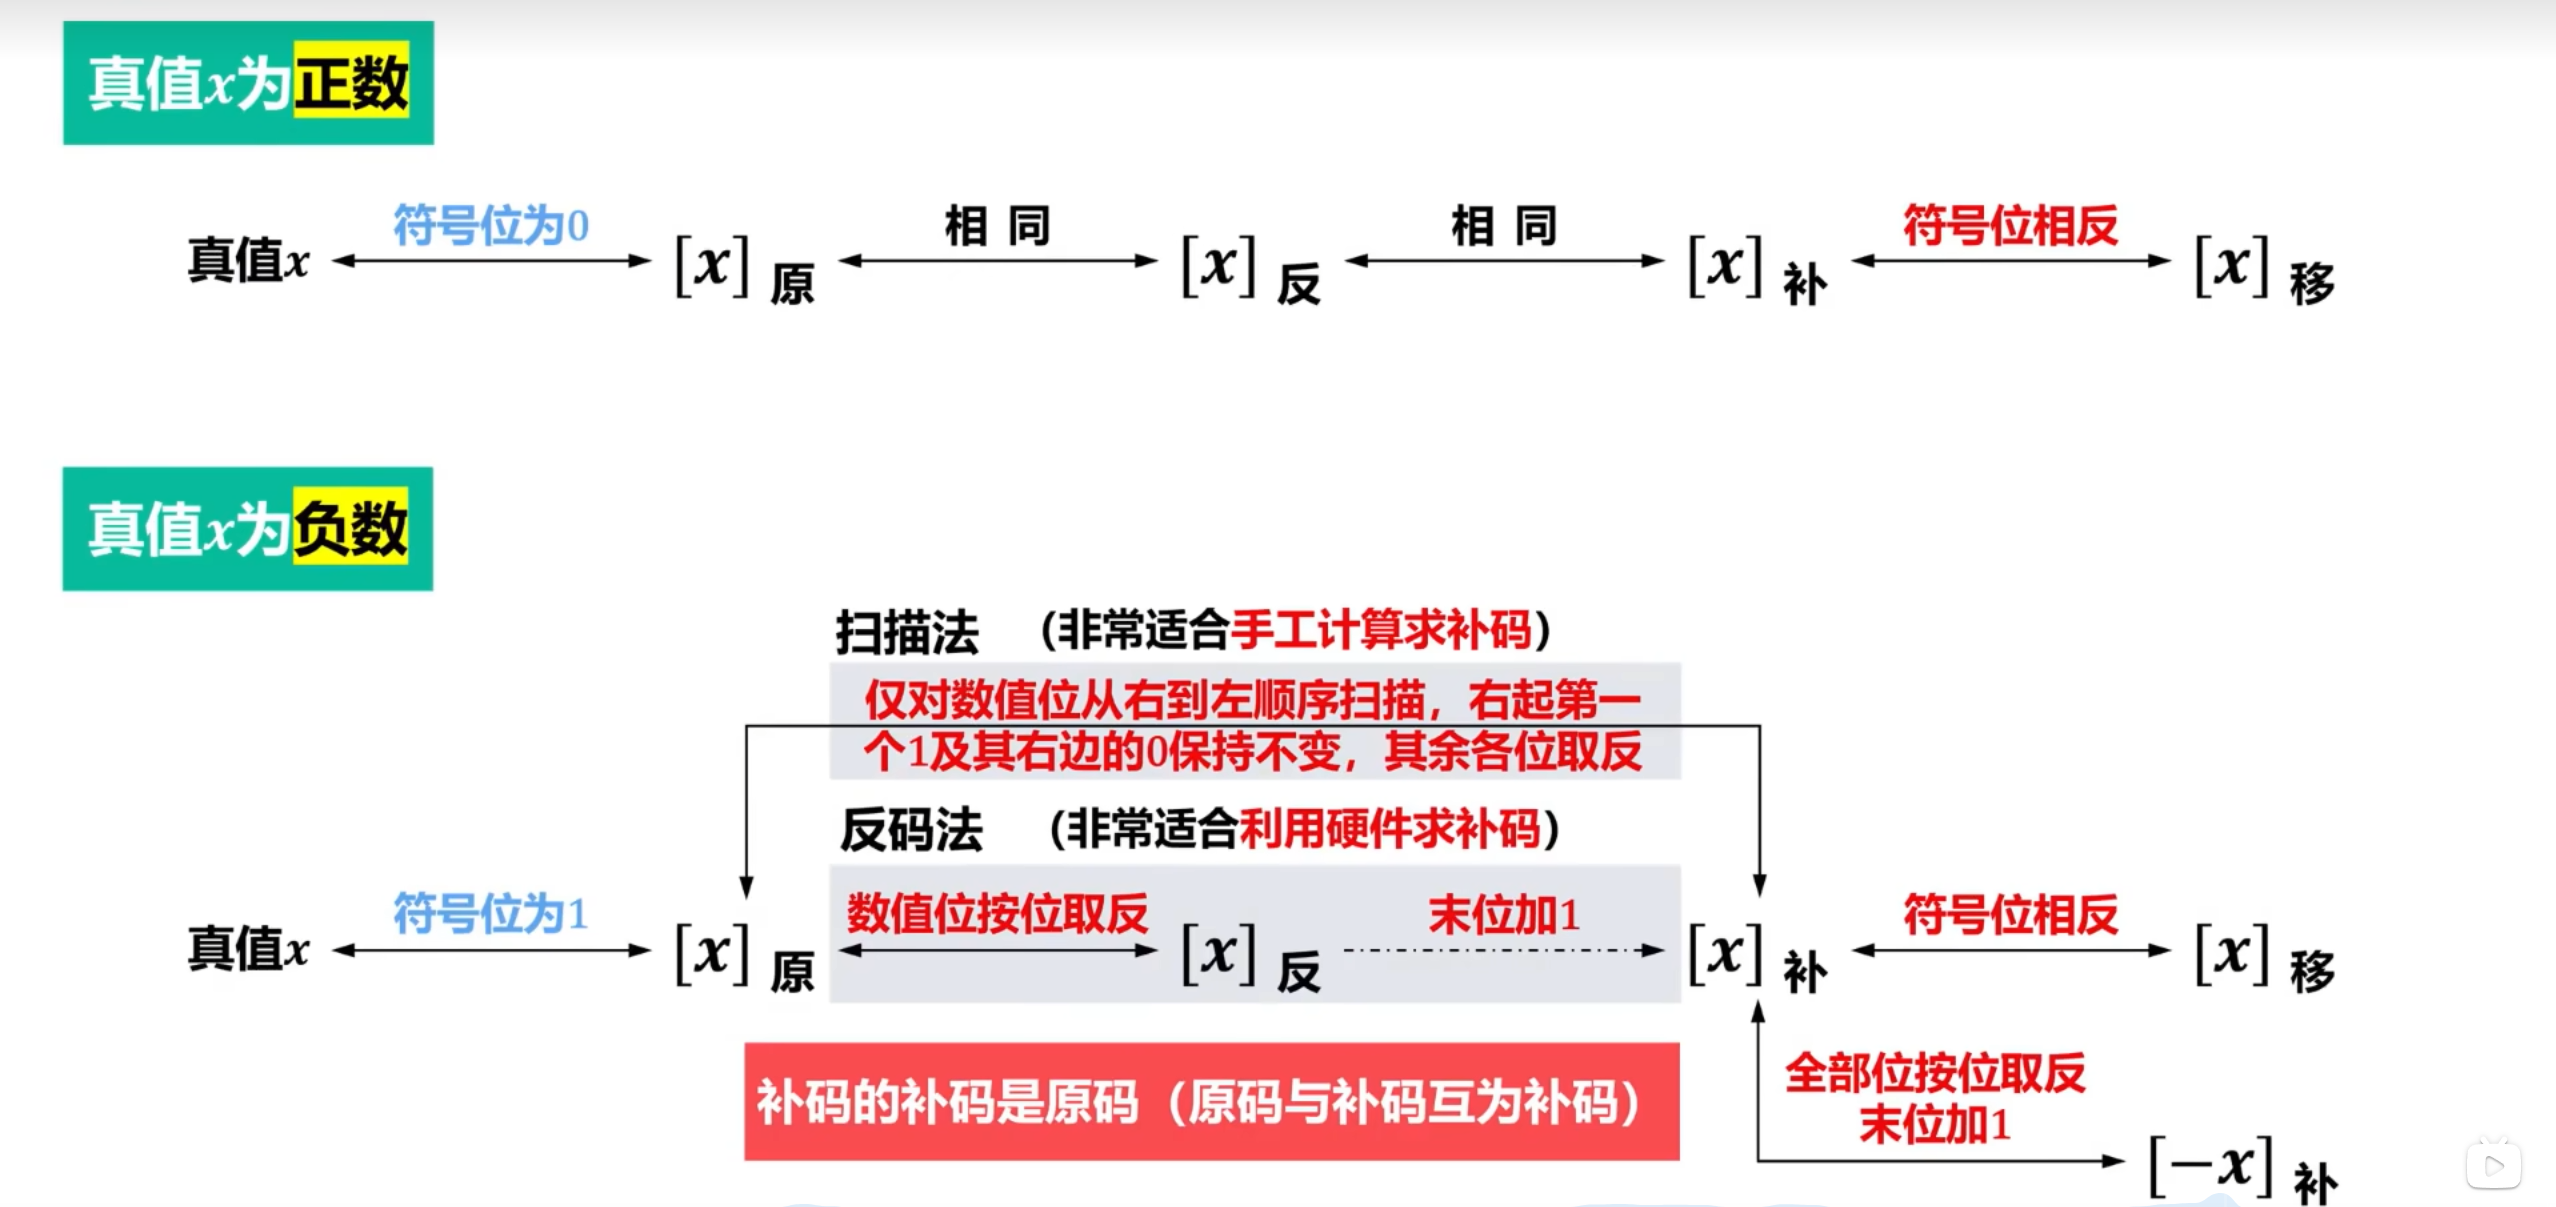 真值x为正数
符号位为0
相 同
相 同
符号位相反
真值x
[x]原
[x]反
[x]补
[x]移
真值x为负数
扫描法 （非常适合手工计算求补码）
仅对数值位从右到左顺序扫描，右起第一
个1及其右边的0保持不变，其余各位取反
反码法 （非常适合利用硬件求补码）
符号位为1
数值位按位取反
末位加1
符号位相反
真值x
[x]原
[x]反
[x]补
[x]移
补码的补码是原码（原码与补码互为补码）
全部位按位取反
末位加1
[−x]补